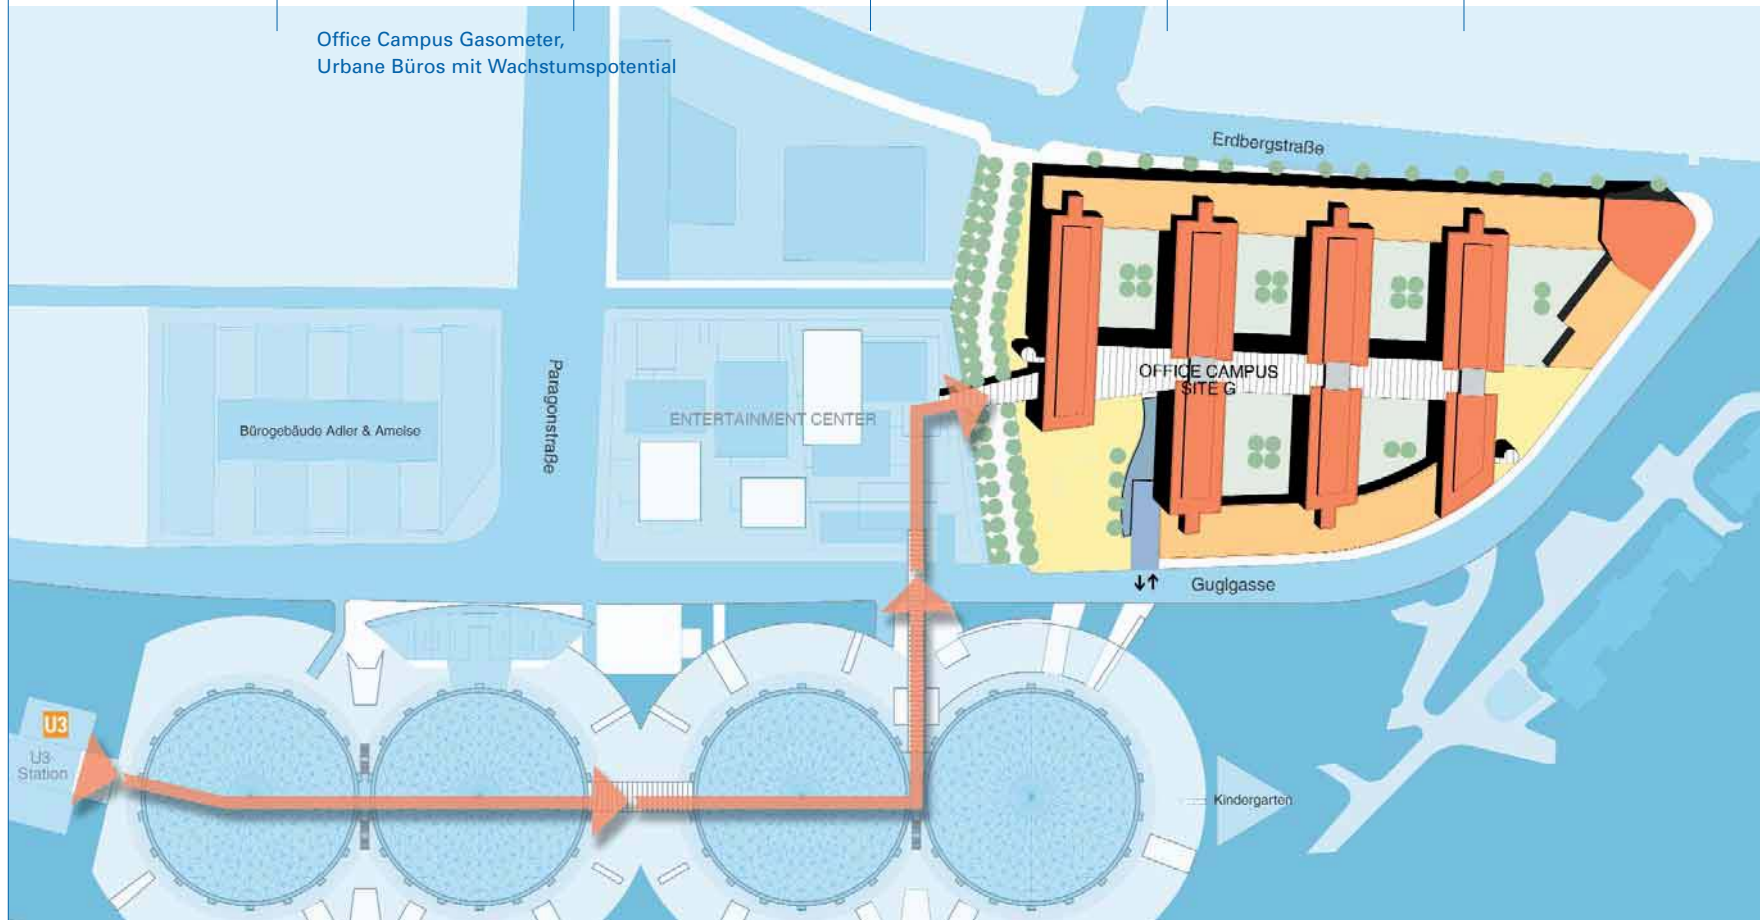 Office Campus Gasometer,
Urbane Büros mit Wachstumspotential
Erdbergstraße
Paragonstraße
OFFICE CAMPUS
SITE G
ENTERTAINMENT CENTER
Bürogebäude Adler & Ameise
Guglgasse
U3
U3
Station
Kindergarten